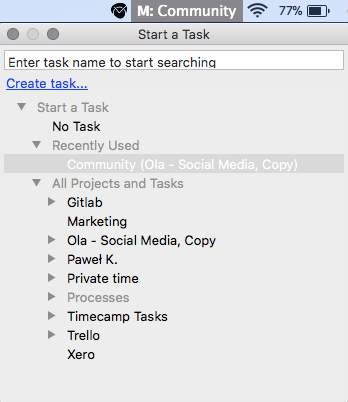 M: Community 77%
Start a Task
Enter task name to start searching
Create task...
Start a Task
No Task
Recently Used
Community (Ola - Social Media, Copy)
All Projects and Tasks
Gitlab
Marketing
Ola - Social Media, Copy
Paweł K.
Private time
Processes
Timecamp Tasks
Trello
Xero